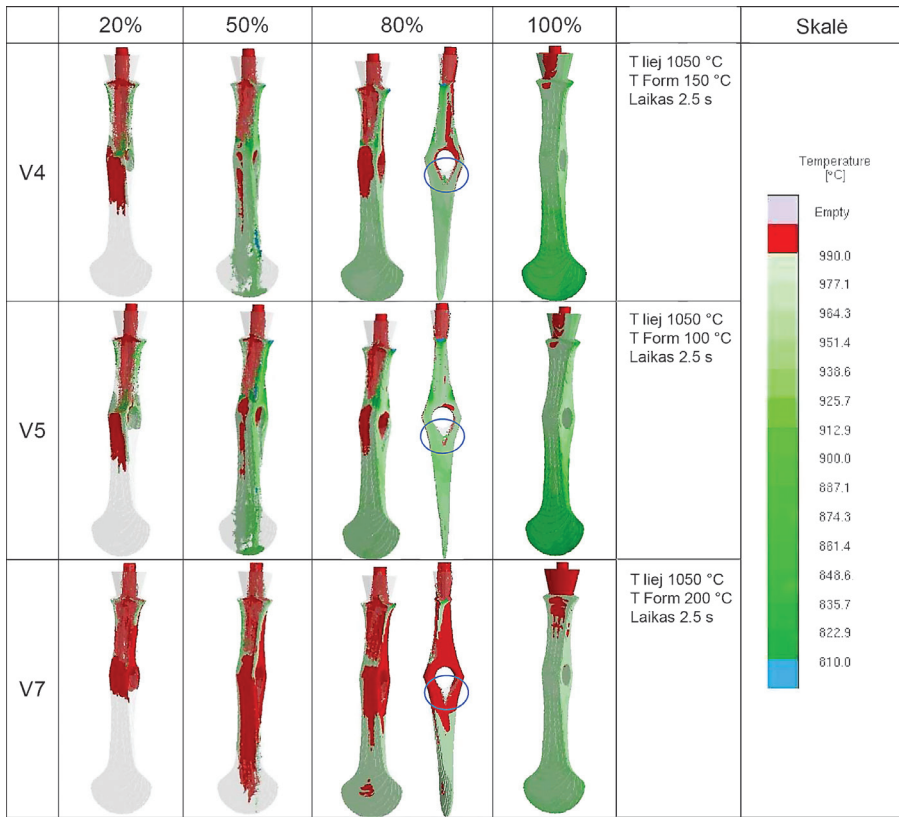 20% 50% 80% 100% Skalė
V4
T liej 1050 °C
T Form 150 °C
Laikas 2.5 s
V5
T liej 1050 °C
T Form 100 °C
Laikas 2.5 s
V7
T liej 1050 °C
T Form 200 °C
Laikas 2.5 s
Temperature
[°C]
Empty
990.0
977.1
964.3
951.4
938.6
925.7
912.9
900.0
887.1
874.3
861.4
848.6
835.7
822.9
810.0